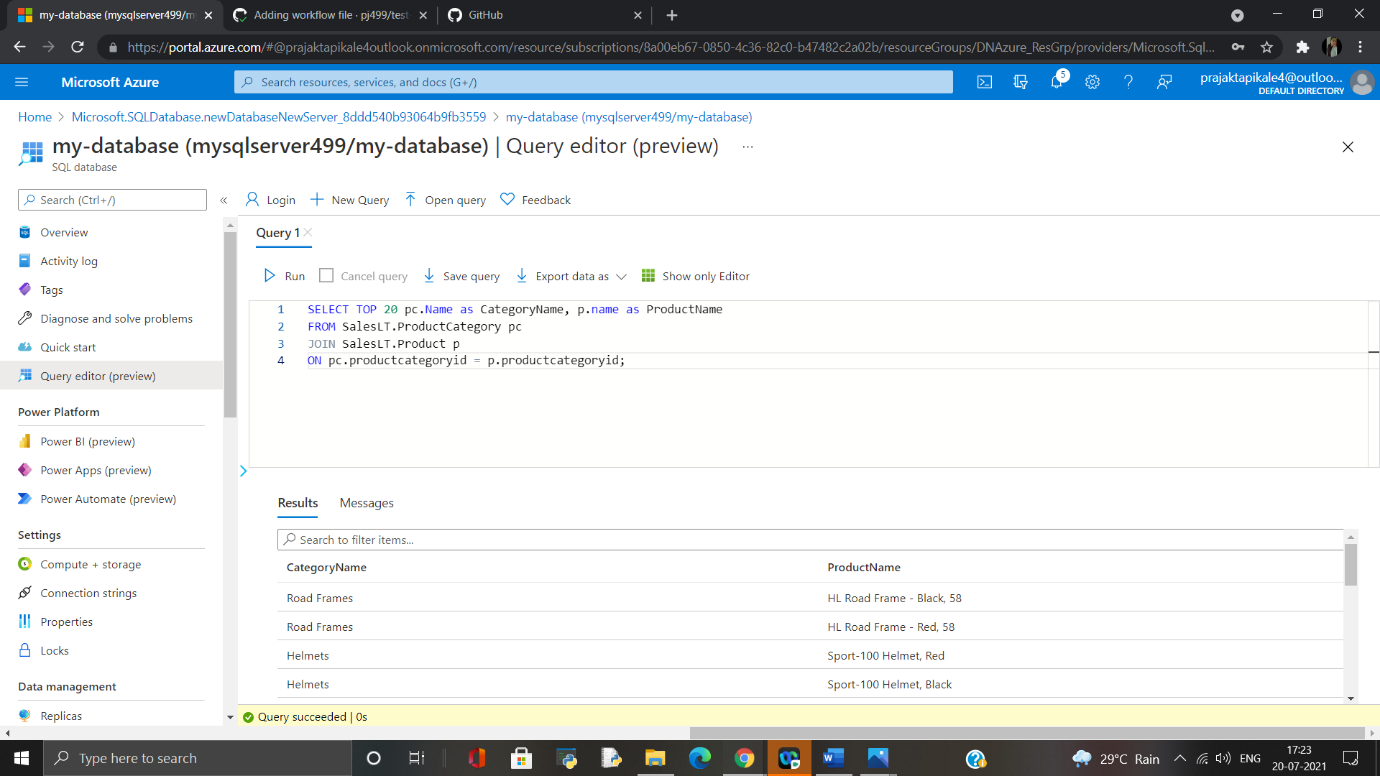 my-database (mysqlserver499/m
Adding workflow file · pj499/test
GitHub
https://portal.azure.com/#@prajaktapikale4outlook.onmicrosoft.com/resource/subscriptions/8a00eb67-0850-4c36-82c0-b47482c2a02b/resourceGroups/DNAzure_ResGrp/providers/Microsoft.Sql...
Microsoft Azure
Search resources, services, and docs (G+/)
5
prajaktapikale4@outloo...
DEFAULT DIRECTORY
Home > Microsoft.SQLDatabase.newDatabaseNewServer_8ddd540b93064b9fb3559 > my-database (mysqlserver499/my-database)
my-database (mysqlserver499/my-database) | Query editor (preview) ...
SQL database
Search (Ctrl+/)
«
Login
New Query
Open query
Feedback
Overview
Activity log
Tags
Diagnose and solve problems
Quick start
Query editor (preview)
Power Platform
Power BI (preview)
Power Apps (preview)
Power Automate (preview)
Settings
Compute + storage
Connection strings
Properties
Locks
Data management
Replicas
Query 1
Run
Cancel query
Save query
Export data as
Show only Editor
1 SELECT TOP 20 pc.Name as CategoryName, p.name as ProductName
2 FROM SalesLT.ProductCategory pc
3 JOIN SalesLT.Product p
4 ON pc.productcategoryid = p.productcategoryid;
Results
Messages
Search to filter items...
CategoryName ProductName
Road Frames HL Road Frame - Black, 58
Road Frames HL Road Frame - Red, 58
Helmets Sport-100 Helmet, Red
Helmets Sport-100 Helmet, Black
Query succeeded | 0s
Type here to search
29°C Rain
ENG
17:23
20-07-2021